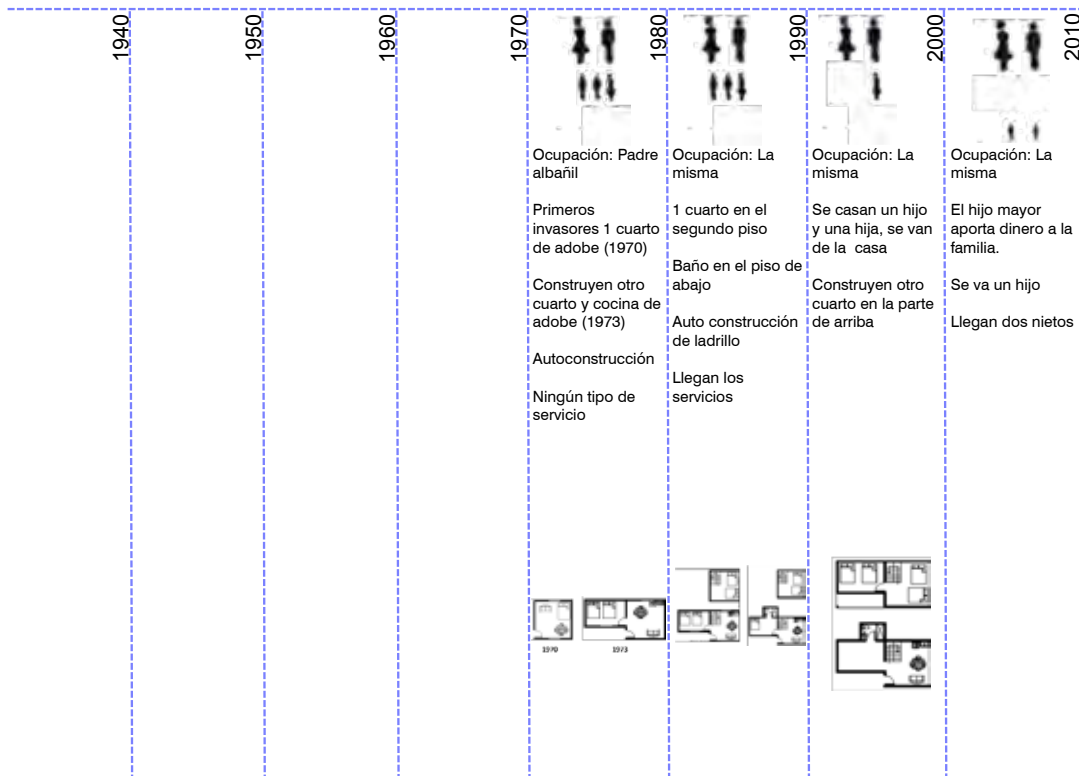 1940
1950
1960
1970
1980
1990
2000
2010
Ocupación: Padre
albañil
Primeros
invasores 1 cuarto
de adobe (1970)
Construyen otro
cuarto y cocina de
adobe (1973)
Autoconstrucción
Ningún tipo de
servicio
1970
1973
Ocupación: La
misma
1 cuarto en el
segundo piso
Baño en el piso de
abajo
Auto construcción
de ladrillo
Llegan los
servicios
Ocupación: La
misma
Se casan un hijo
y una hija, se van
de la casa
Construyen otro
cuarto en la parte
de arriba
Ocupación: La
misma
El hijo mayor
aporta dinero a la
familia.
Se va un hijo
Llegan dos nietos